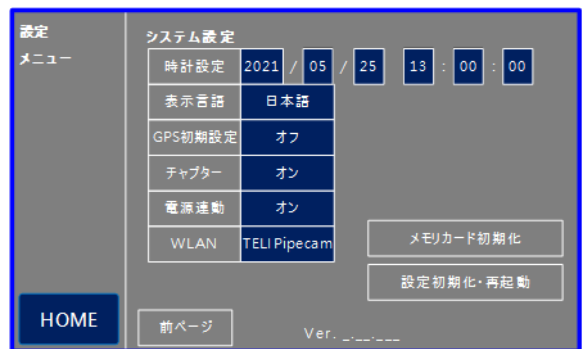 設定
メニュー
システム設定
時計設定 2021 / 05 / 25 13 : 00 : 00
表示言語 日本語
GPS初期設定 オフ
チャプター オン
電源連動 オン
WLAN TELI Pipecam
メモリカード初期化
設定初期化・再起動
HOME
前ページ
Ver. _.__.___